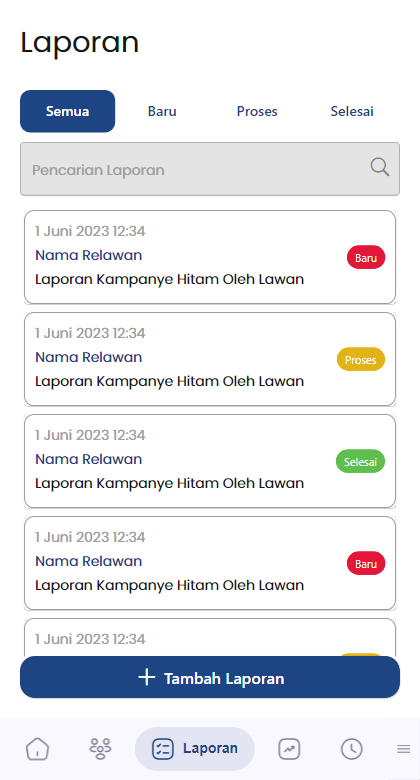 Laporan
Semua Baru Proses Selesai
Pencarian Laporan
1 Juni 2023 12:34
Nama Relawan
Baru
Laporan Kampanye Hitam Oleh Lawan
1 Juni 2023 12:34
Nama Relawan
Proses
Laporan Kampanye Hitam Oleh Lawan
1 Juni 2023 12:34
Nama Relawan
Selesai
Laporan Kampanye Hitam Oleh Lawan
1 Juni 2023 12:34
Nama Relawan
Baru
Laporan Kampanye Hitam Oleh Lawan
1 Juni 2023 12:34
Tambah Laporan
Laporan